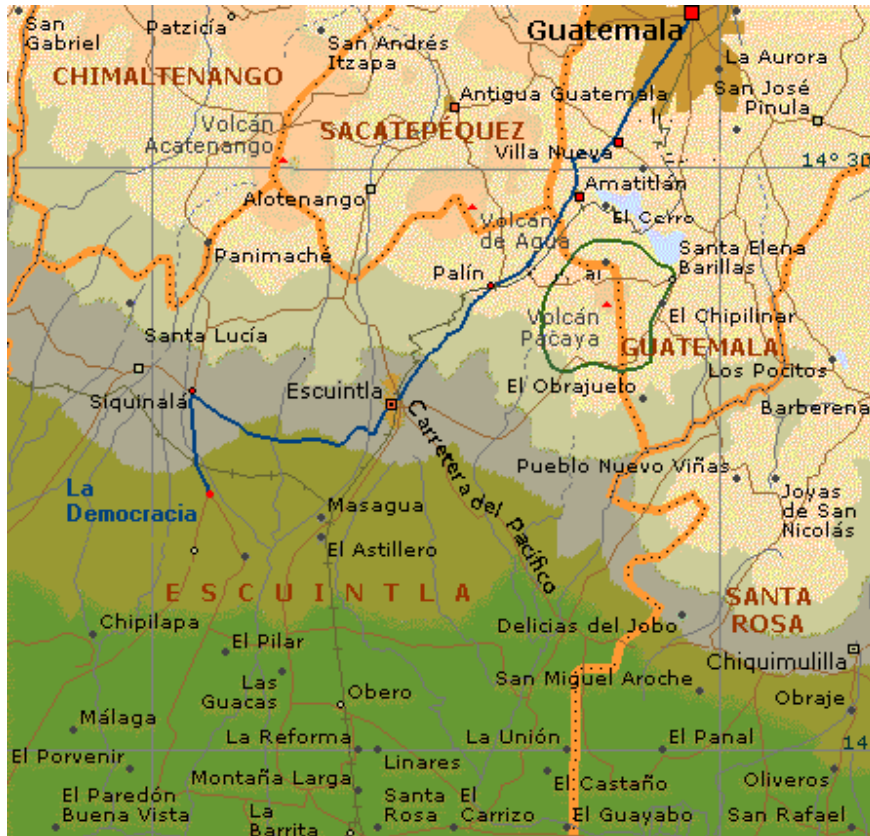 San
Gabriel
Patzicía
San Andrés
Itzapa
Guatemala
La Aurora
San José
Pinula
CHIMALTENANGO
Antigua Guatemala
Volcán
Acatenango
SACATEPÉQUEZ
Villa Nueva
14° 30
Alotenango
Amatitlán
El Cerro
Volcán
de Agua
Panimaché
Palín
Santa Elena
Barillas
Volcán
Pacaya
El Chipilinar
Santa Lucía
GUATEMALA
Los Pocitos
Siquinalá
Escuintla
El Obrajuelo
Barberena
Carretera del pacífico
Pueblo Nuevo Viñas
La
Democracia
Masagua
Joyas
de San
Nicolás
El Astillero
ESCUINTLA
SANTA
ROSA
Chipilapa
El Pilar
Delicias del Jobo
Chiquimulilla
Las
Guacas
Obero
San Miguel Aroche
Obraje
Málaga
El Porvenir
La Reforma
La Unión
El Panal
14
Montaña Larga
Linares
El Castaño
Oliveros
El Paredón
Buena Vista
La
Barrita
Santa
Rosa
El
Carrizo
El Guayabo
San Rafael